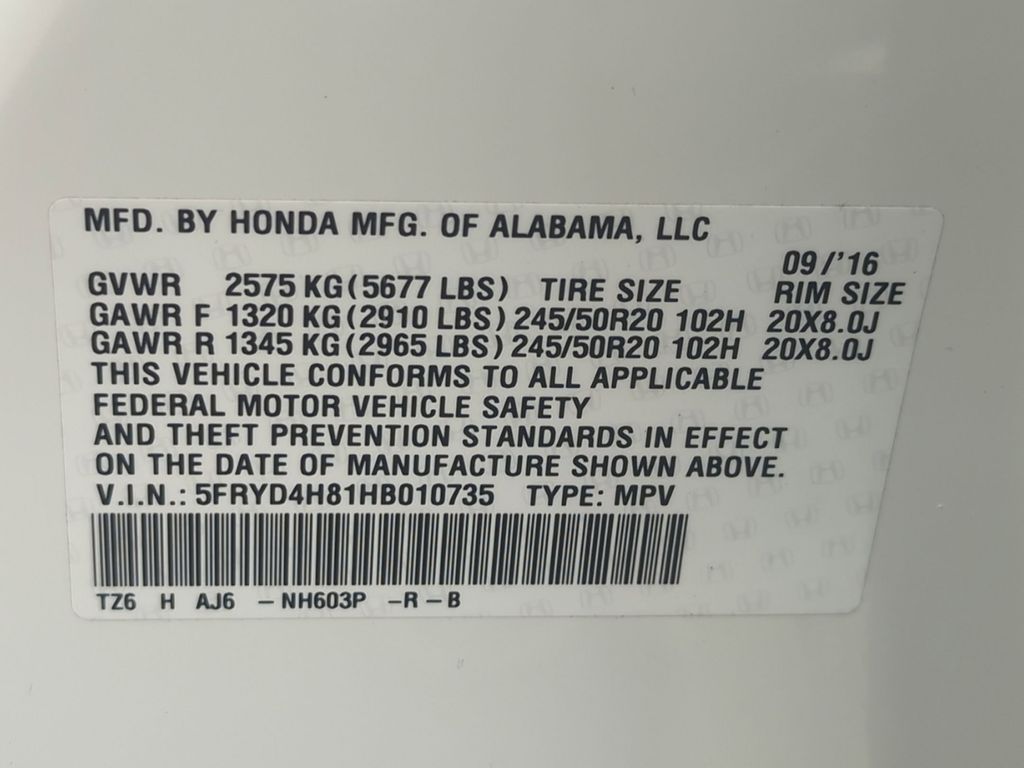 MFD. BY HONDA MFG. OF ALABAMA, LLC
09/'16
GVWR 2575 KG (5677 LBS) TIRE SIZE RIM SIZE
GAWR F 1320 KG (2910 LBS) 245/50R20 102H 20X8.0J
GAWR R 1345 KG (2965 LBS) 245/50R20 102H 20X8.0J
THIS VEHICLE CONFORMS TO ALL APPLICABLE
FEDERAL MOTOR VEHICLE SAFETY
AND THEFT PREVENTION STANDARDS IN EFFECT
ON THE DATE OF MANUFACTURE SHOWN ABOVE.
V.I.N.: 5FRYD4H81HB010735 TYPE: MPV
TZ6 H AJ6 -NH603P -R-B